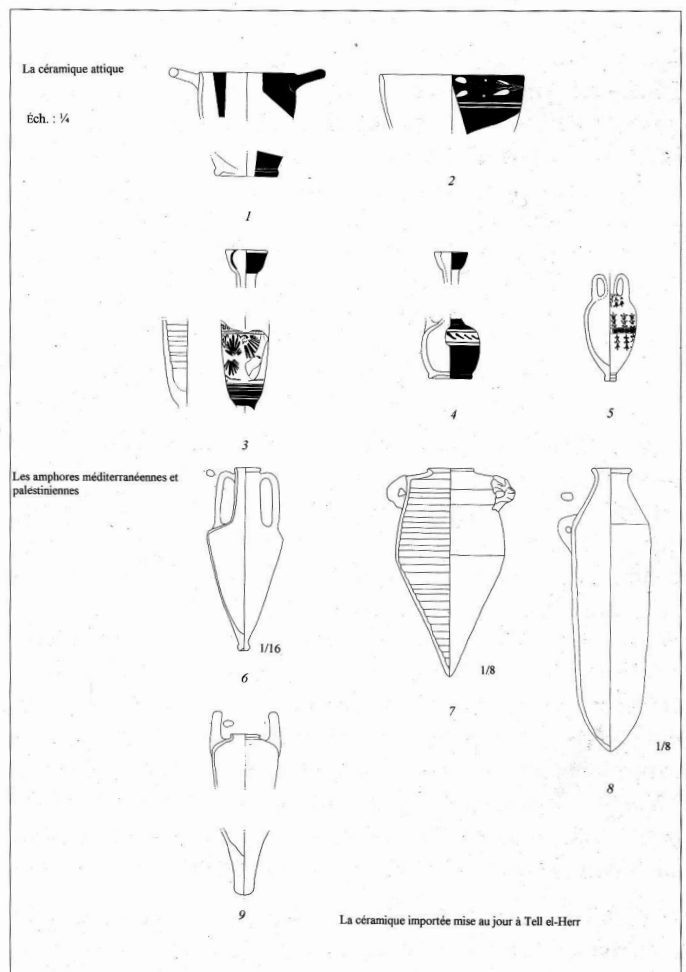 La céramique attique
Éch. : ¼
1
2
3
4
5
Les amphores méditerranéennes et
palestiniennes
1/16
6
1/8
7
1/8
8
9
La céramique importée mise au jour à Tell el-Herr